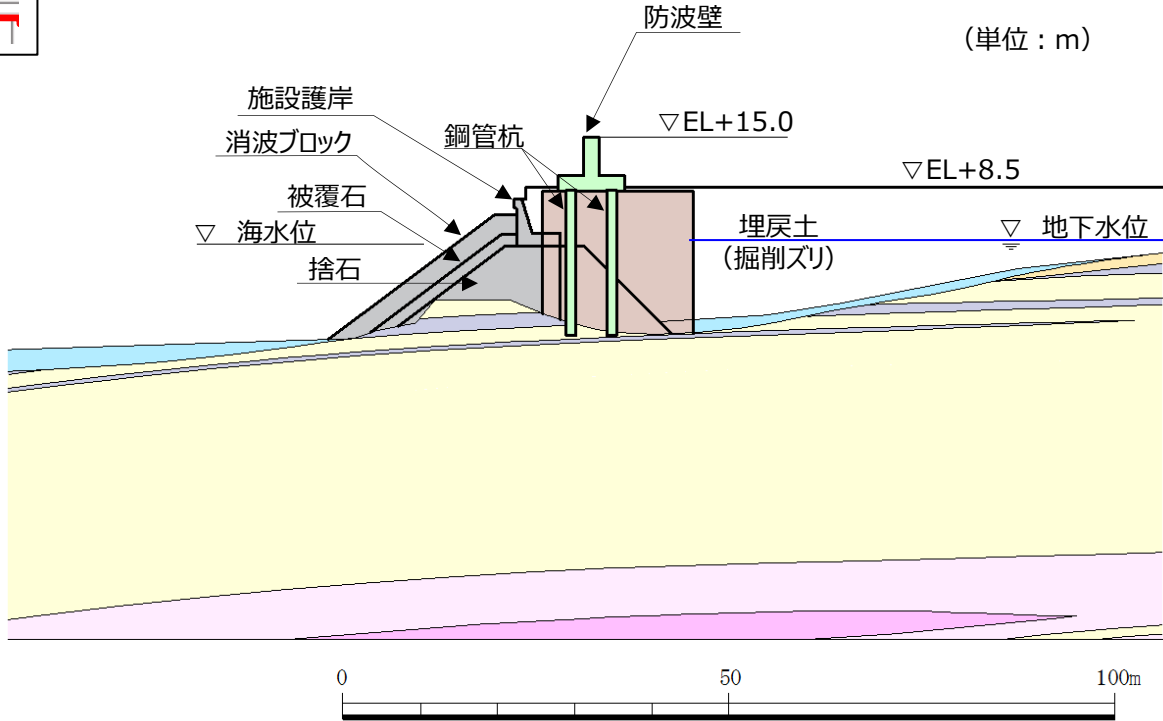 防波壁
(単位:m)
施設護岸
▽EL+15.0
消波ブロック
鋼管杭
▽EL+8.5
被覆石
▽ 海水位
埋戻土
(掘削ズリ)
▽ 地下水位
捨石
0 50 100m